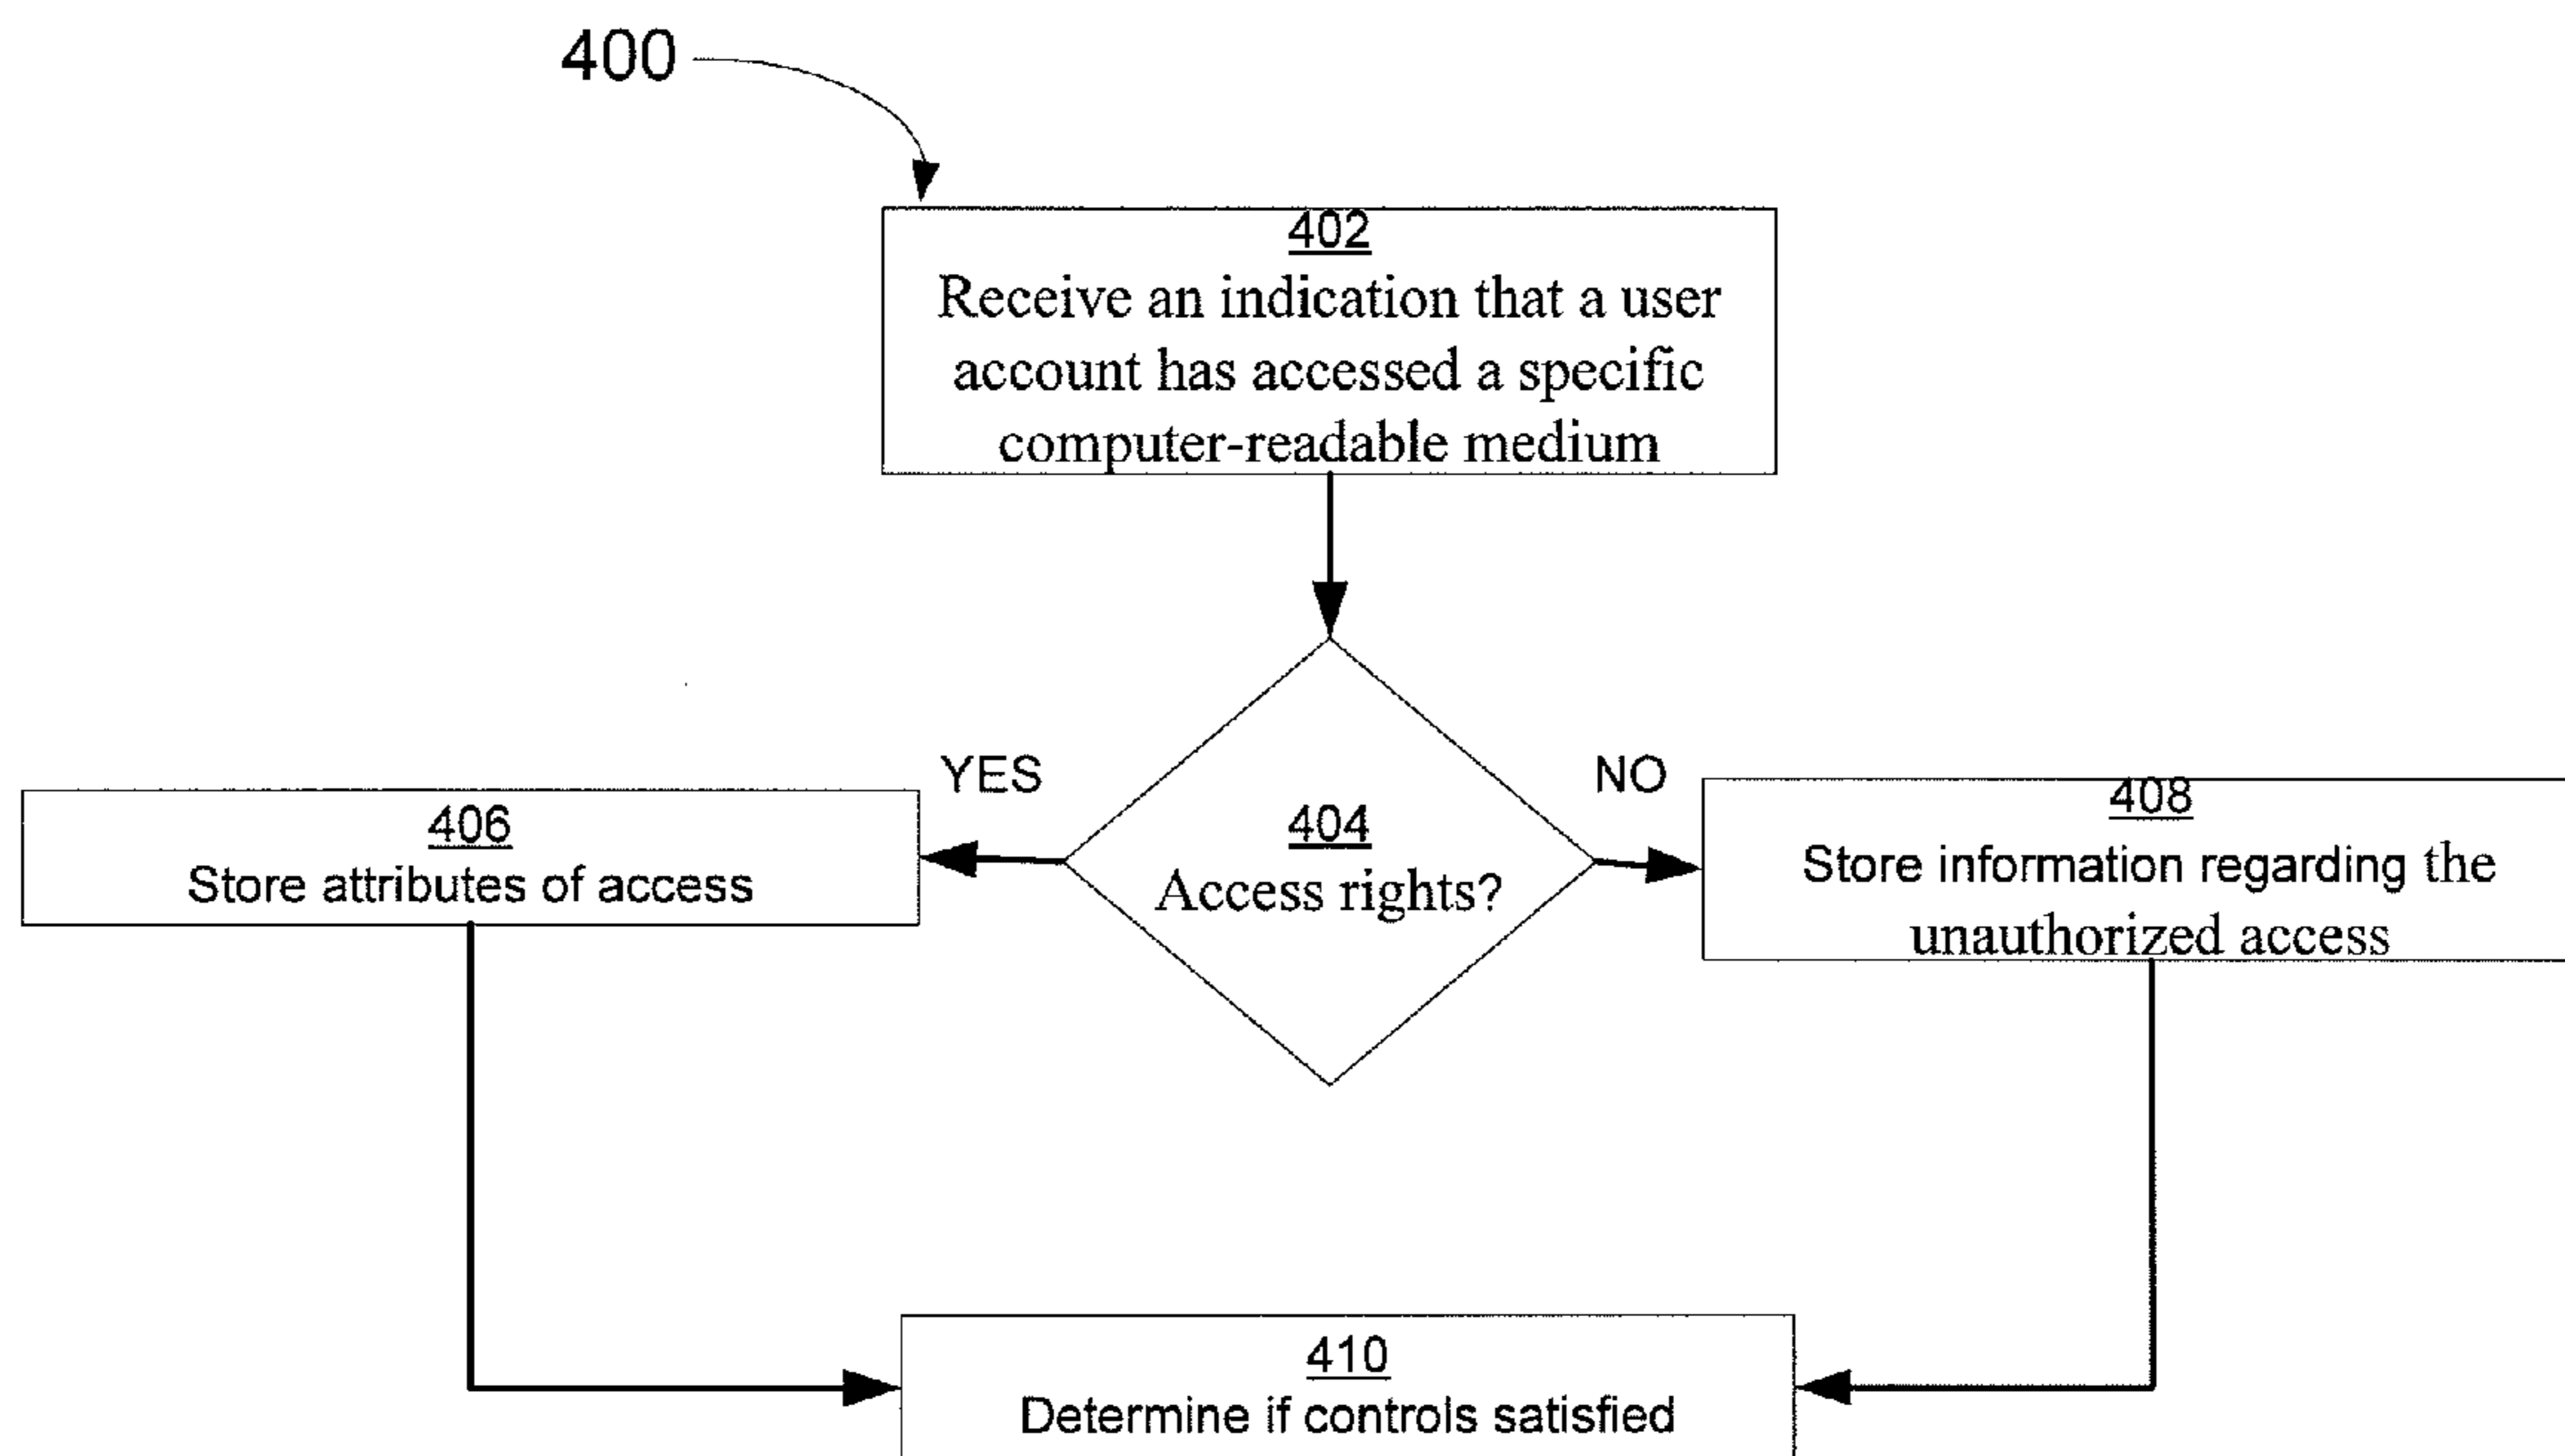 400
402
Receive an indication that a user
account has accessed a specific
computer-readable medium
YES
NO
404
Access rights?
406
Store attributes of access
408
Store information regarding the
unauthorized access
410
Determine if controls satisfied